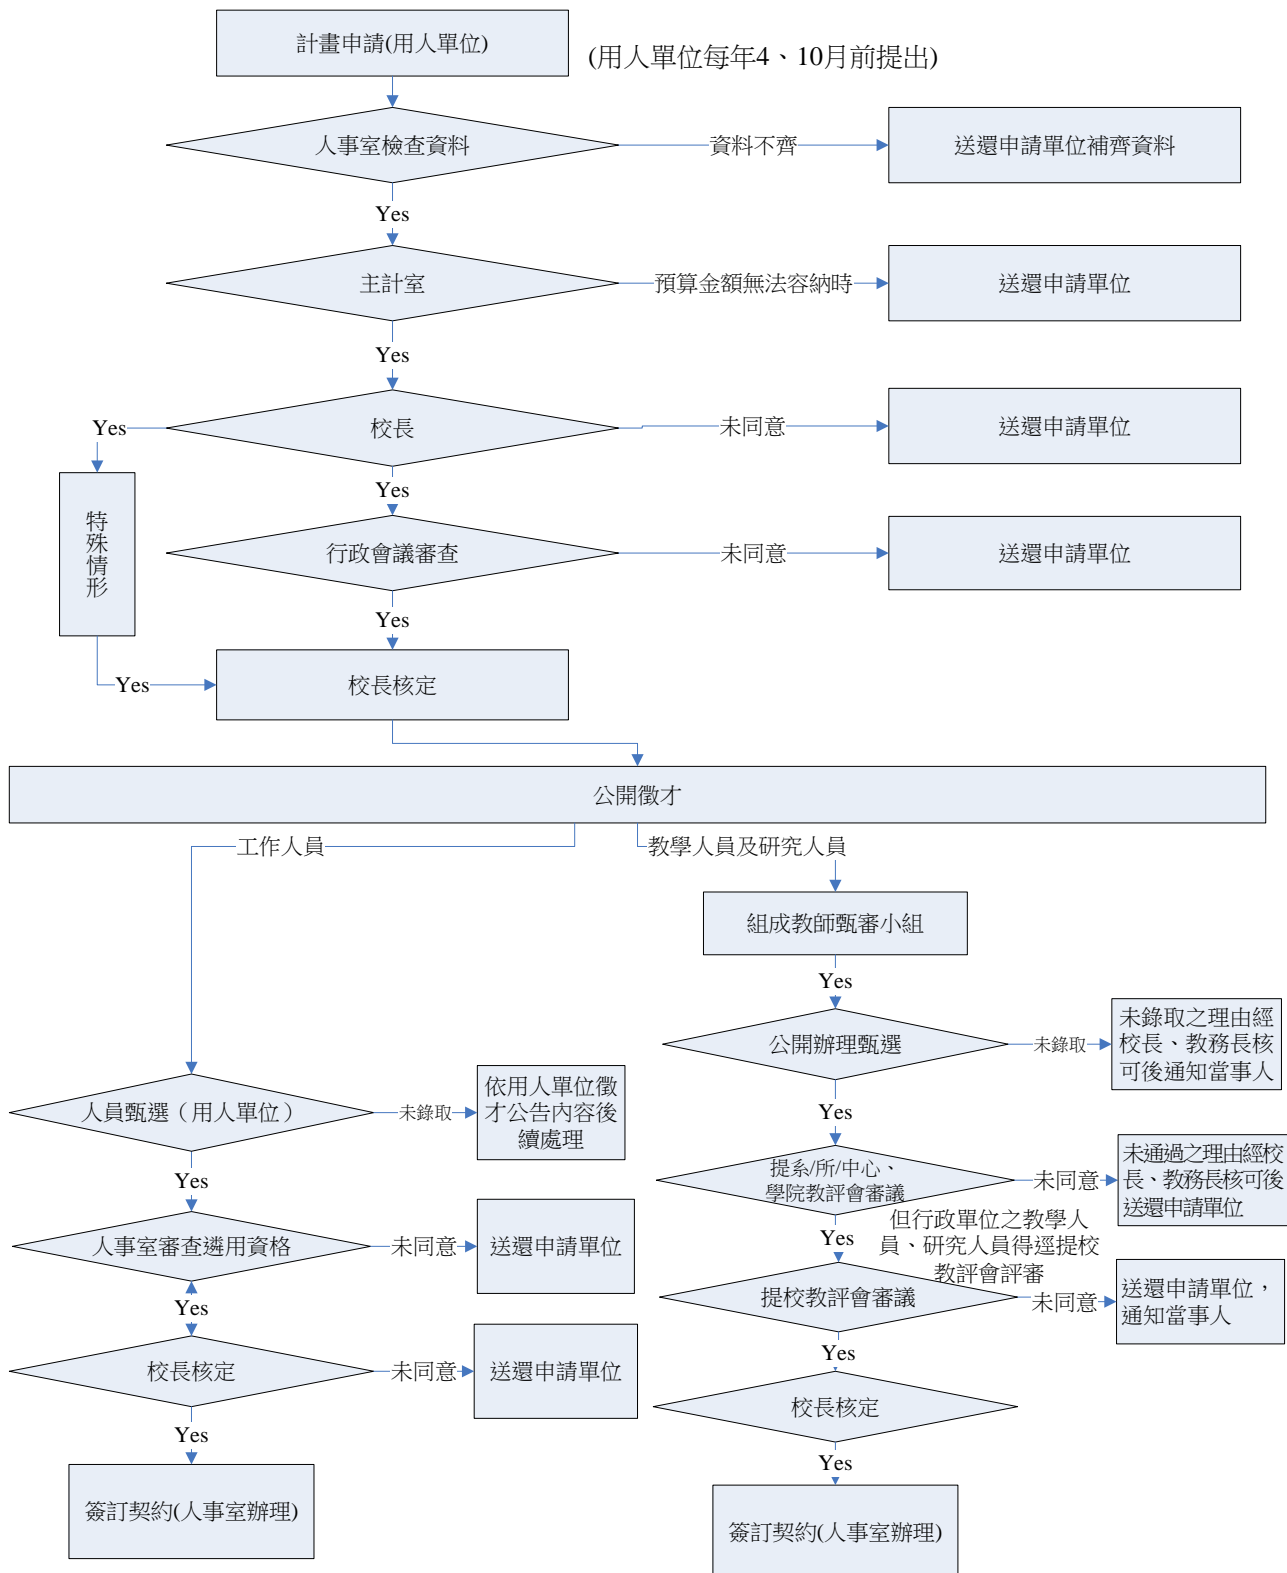 計畫申請(用人單位)
(用人單位每年4、10月前提出)
人事室檢查資料
資料不齊
送還申請單位補齊資料
Yes
主計室
預算金額無法容納時
送還申請單位
Yes
Yes
校長
未同意
送還申請單位
Yes
特
殊
情
形
行政會議審查
未同意
送還申請單位
Yes
Yes
校長核定
公開徵才
工作人員
教學人員及研究人員
組成教師甄審小組
Yes
公開辦理甄選
未錄取
未錄取之理由經
校長、教務長核
可後通知當事人
人員甄選（用人單位）
未錄取
依用人單位徵
才公告內容後
續處理
Yes
提系/所/中心、
學院教評會審議
未同意
未通過之理由經校
長、教務長核可後
送還申請單位
Yes
人事室審查遴用資格
未同意
送還申請單位
Yes
但行政單位之教學人
員、研究人員得逕提校
教評會評審
提校教評會審議
未同意
送還申請單位，
通知當事人
Yes
校長核定
未同意
送還申請單位
Yes
校長核定
Yes
簽訂契約(人事室辦理)
Yes
簽訂契約(人事室辦理)